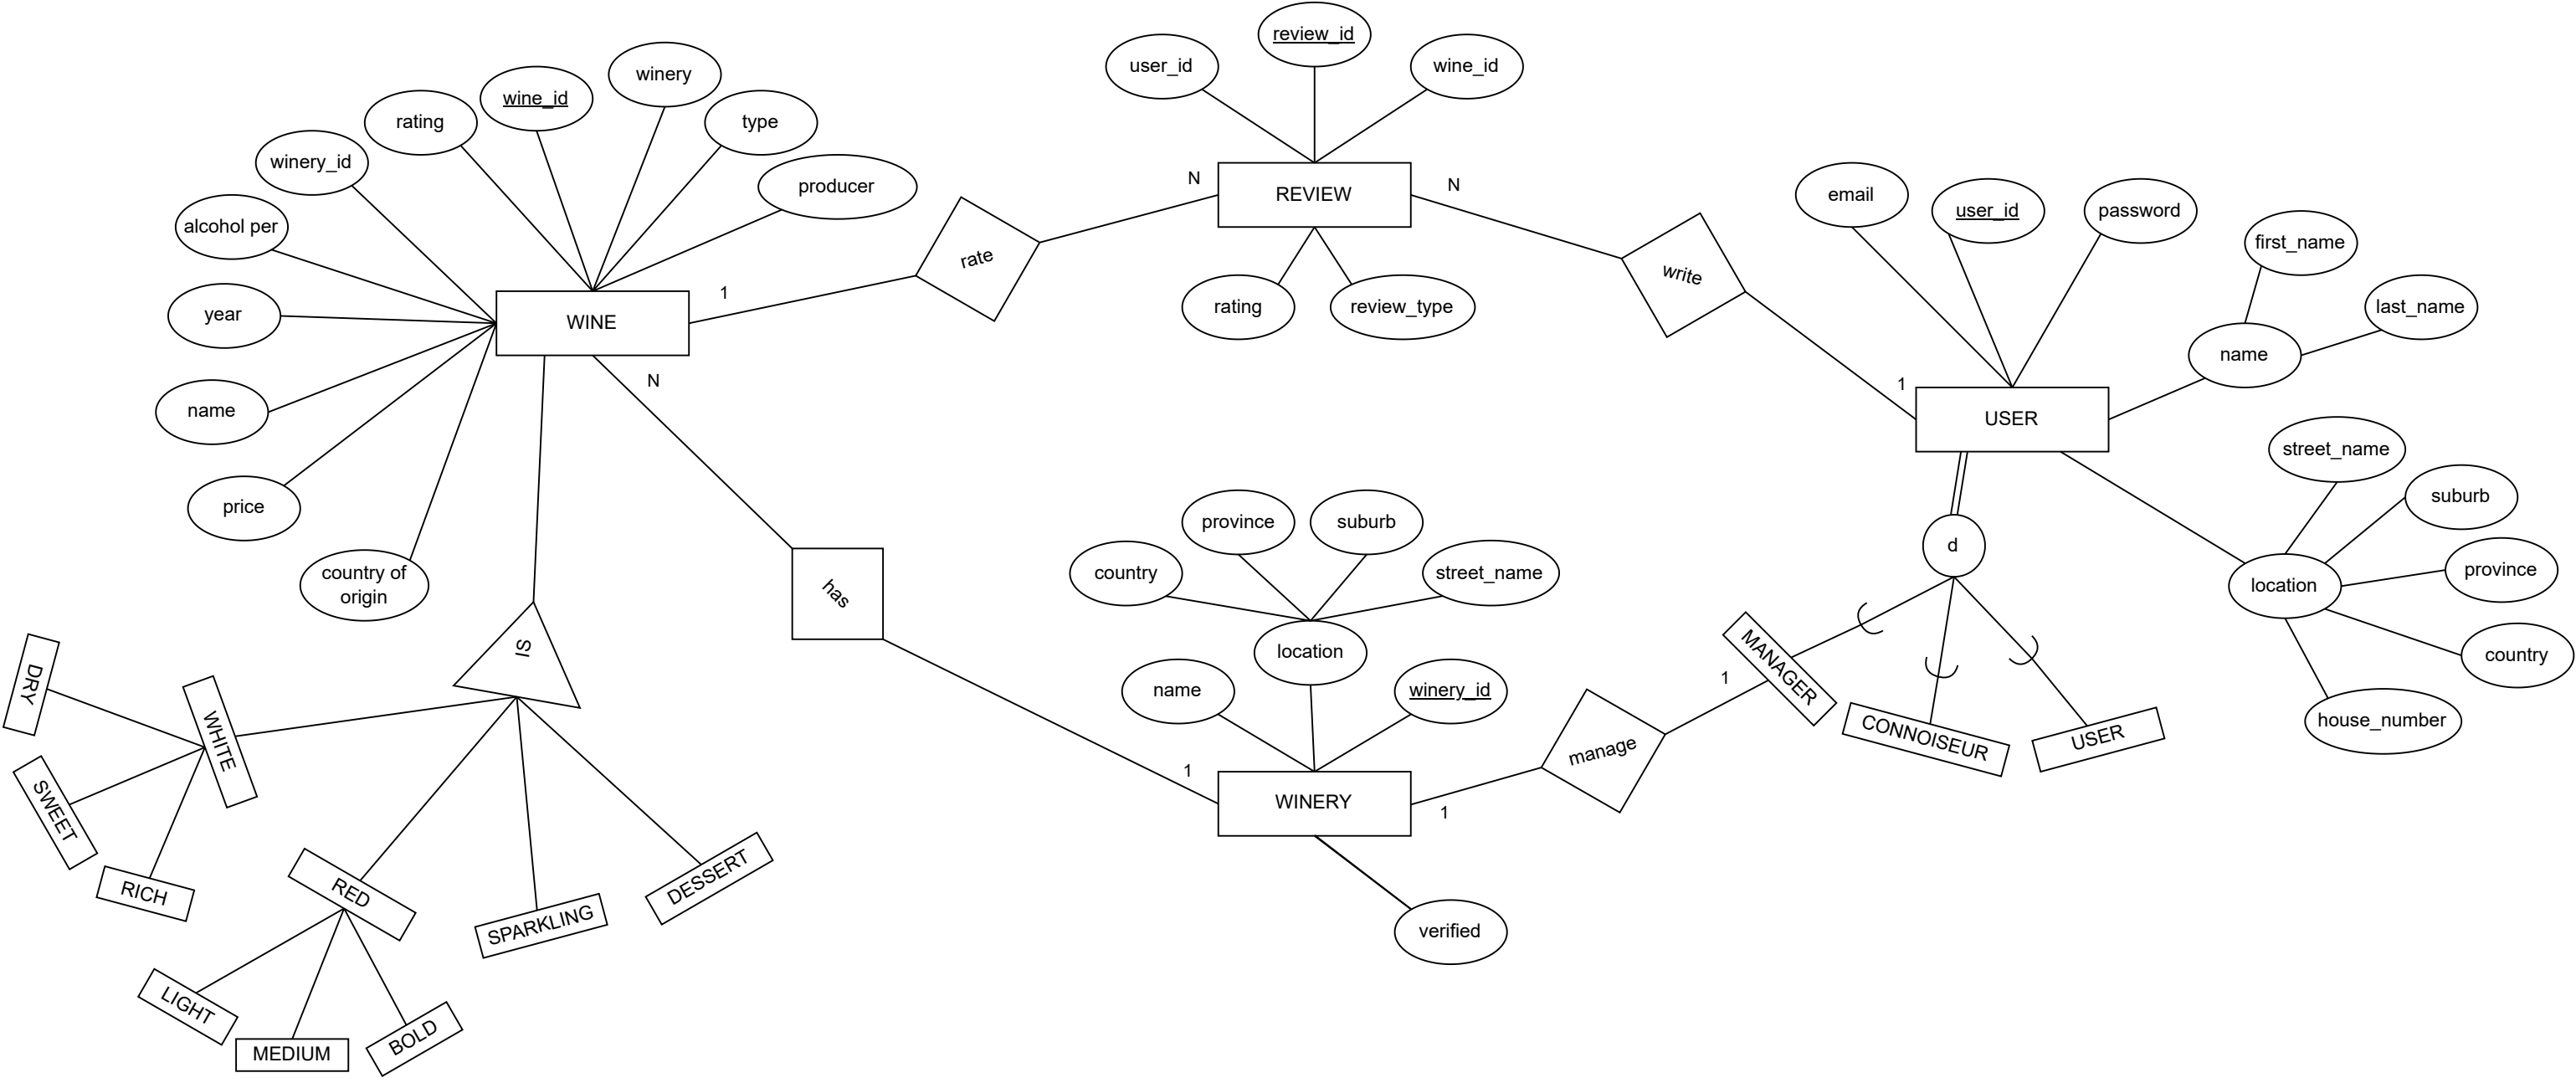 review_id
user_id
wine_id
winery
wine_id
rating
type
winery_id
producer
alcohol per
year
name
price
country of
origin
WINE
1
N
rate
N
REVIEW
N
rating
review_type
write
1
email
user_id
password
first_name
last_name
name
USER
street_name
suburb
province
country
house_number
location
d
MANAGER
CONNOISEUR
USER
1
manage
1
has
1
province
suburb
country
street_name
location
name
winery_id
WINERY
verified
IS
WHITE
DRY
SWEET
RICH
RED
LIGHT
MEDIUM
BOLD
SPARKLING
DESSERT